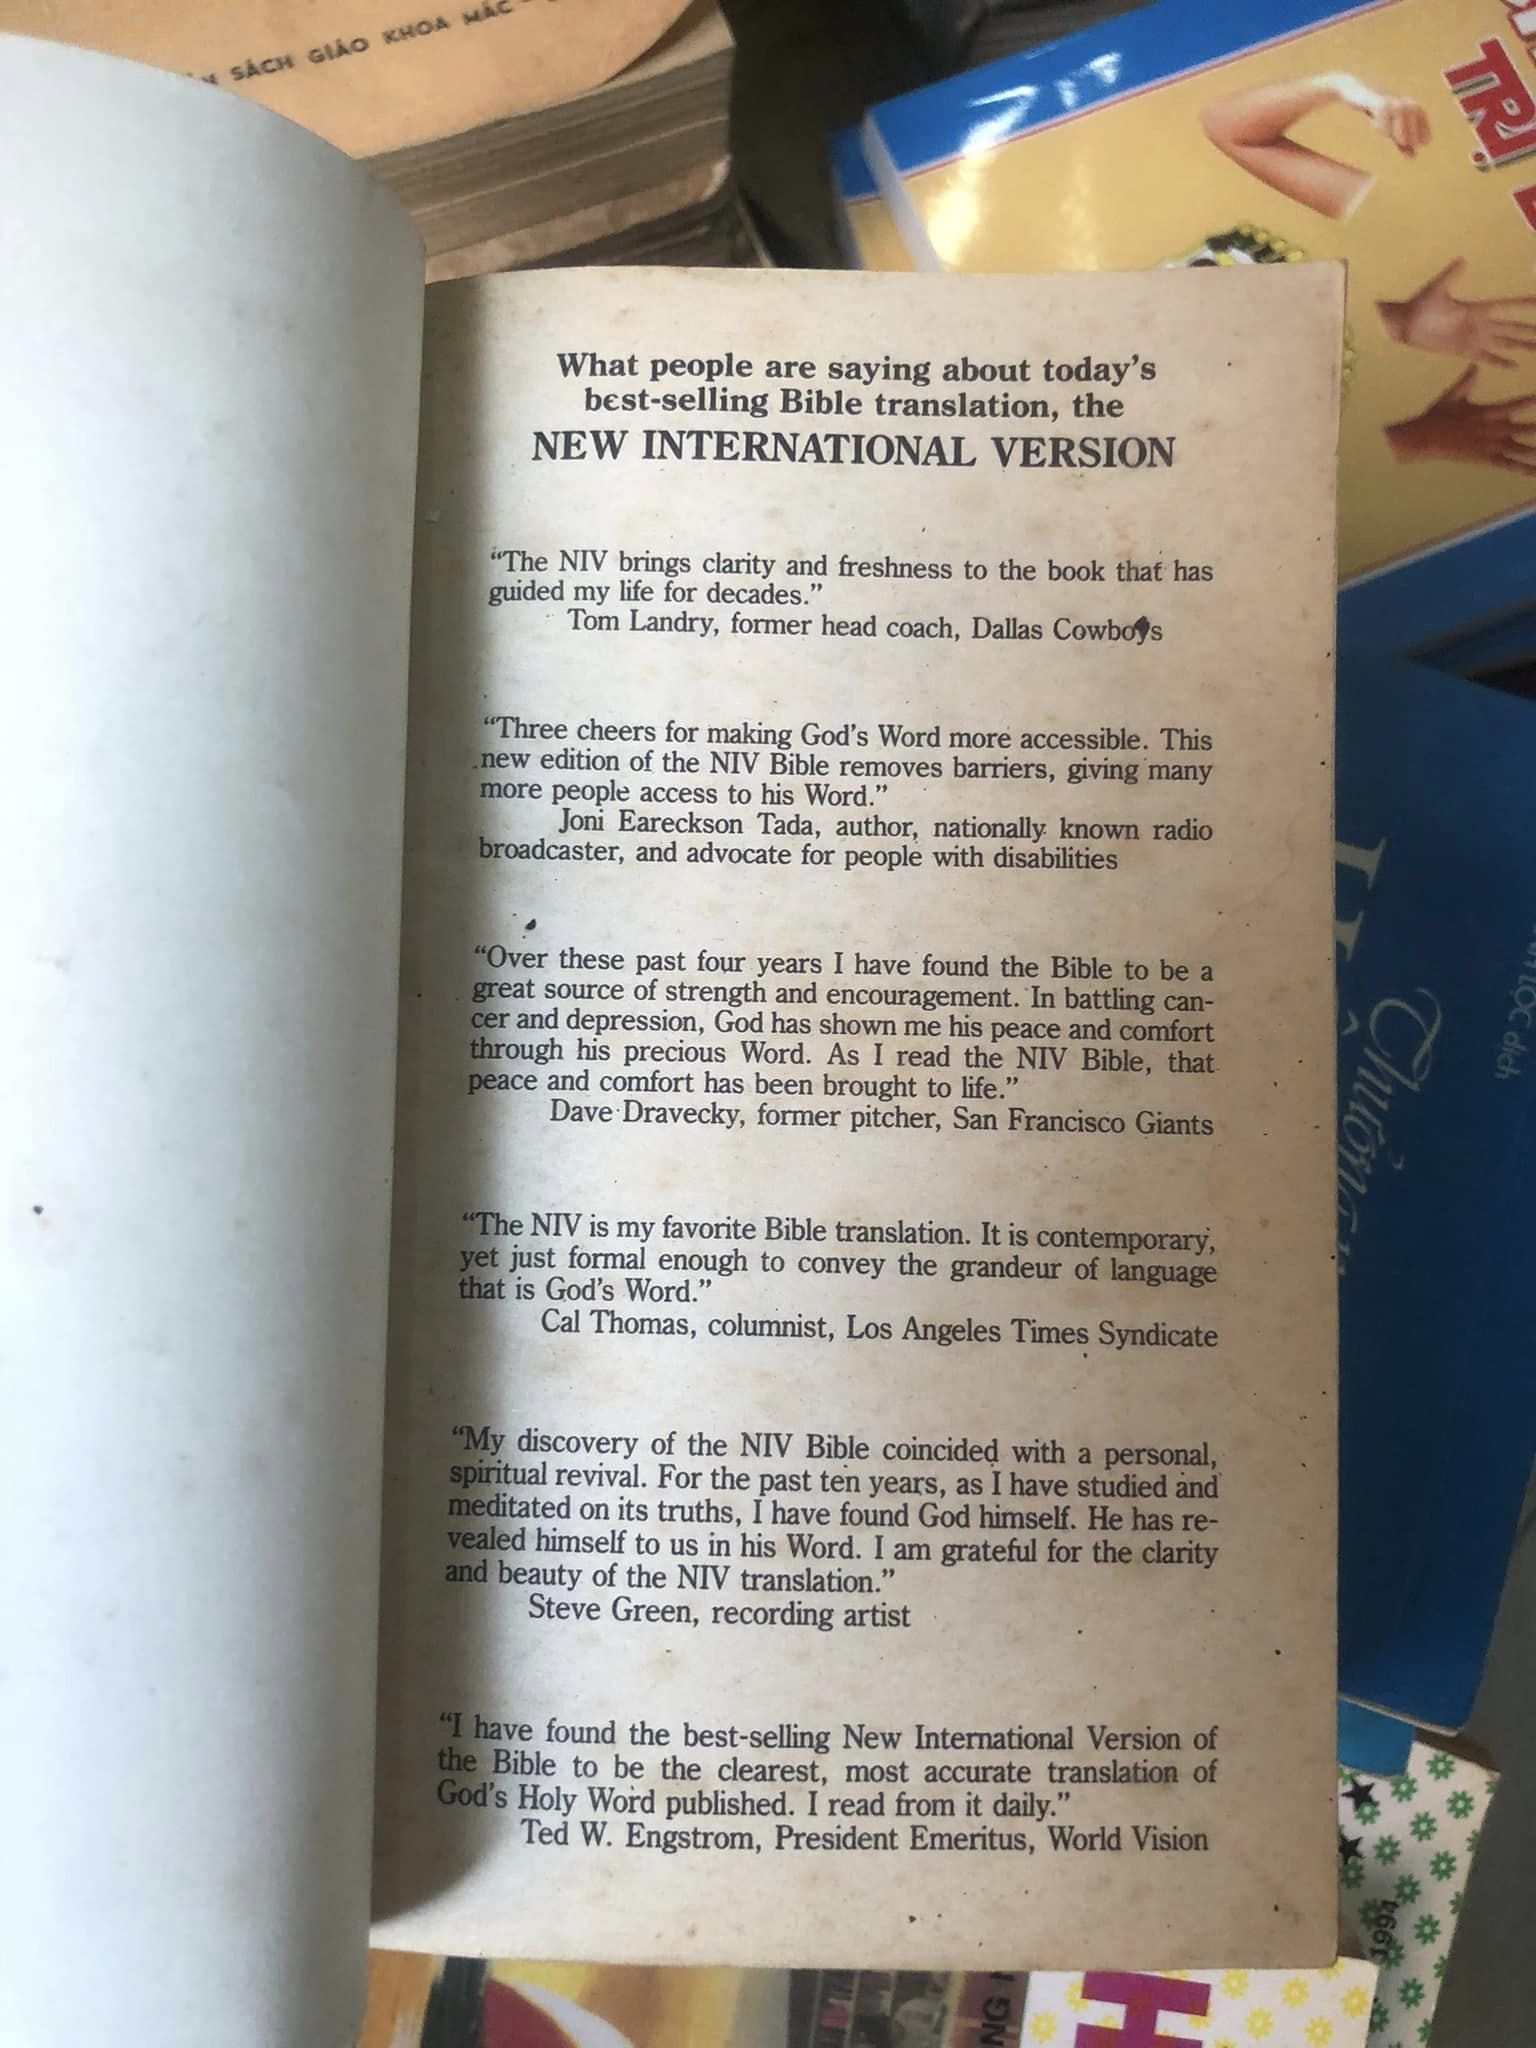 SÁCH GIÁO KHOA MÁC
TRỊ
What people are saying about today's
best-selling Bible translation, the
NEW INTERNATIONAL VERSION
“The NIV brings clarity and freshness to the book that has
guided my life for decades.”
Tom Landry, former head coach, Dallas Cowboys
“Three cheers for making God's Word more accessible. This
new edition of the NIV Bible removes barriers, giving many
more people access to his Word.”
Joni Eareckson Tada, author, nationally known radio
broadcaster, and advocate for people with disabilities
“Over these past four years I have found the Bible to be a
great source of strength and encouragement. In battling can-
cer and depression, God has shown me his peace and comfort
through his precious Word. As I read the NIV Bible, that
peace and comfort has been brought to life.”
Dave Dravecky, former pitcher, San Francisco Giants
“The NIV is my favorite Bible translation. It is contemporary,
yet just formal enough to convey the grandeur of language
that is God's Word.”
Cal Thomas, columnist, Los Angeles Times Syndicate
“My discovery of the NIV Bible coincided with a personal,
spiritual revival. For the past ten years, as I have studied and
meditated on its truths, I have found God himself. He has re-
vealed himself to us in his Word. I am grateful for the clarity
and beauty of the NIV translation.”
Steve Green, recording artist
“I have found the best-selling New International Version of
the Bible to be the clearest, most accurate translation of
God's Holy Word published. I read from it daily.”
Ted W. Engstrom, President Emeritus, World Vision
dịch
1994